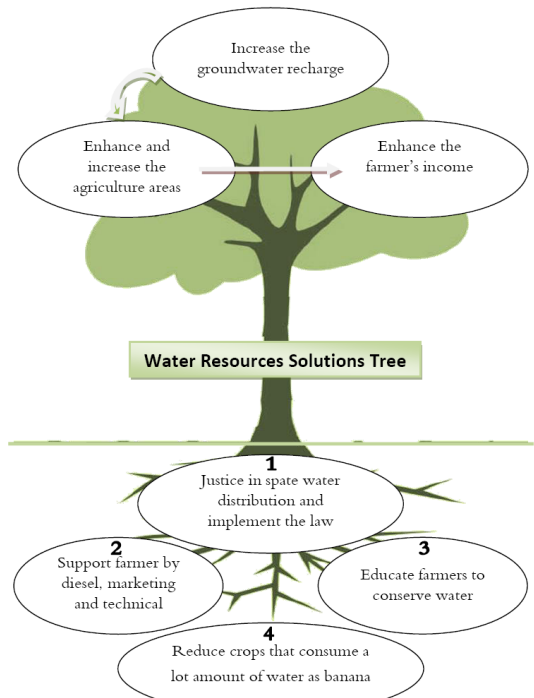 Increase the
groundwater recharge
Enhance and
increase the
agriculture areas
Enhance the
farmer's income
Water Resources Solutions Tree
1
Justice in spate water
distribution and
implement the law
2
Support farmer by
diesel, marketing
and technical
3
Educate farmers to
conserve water
4
Reduce crops that consume a
lot amount of water as banana